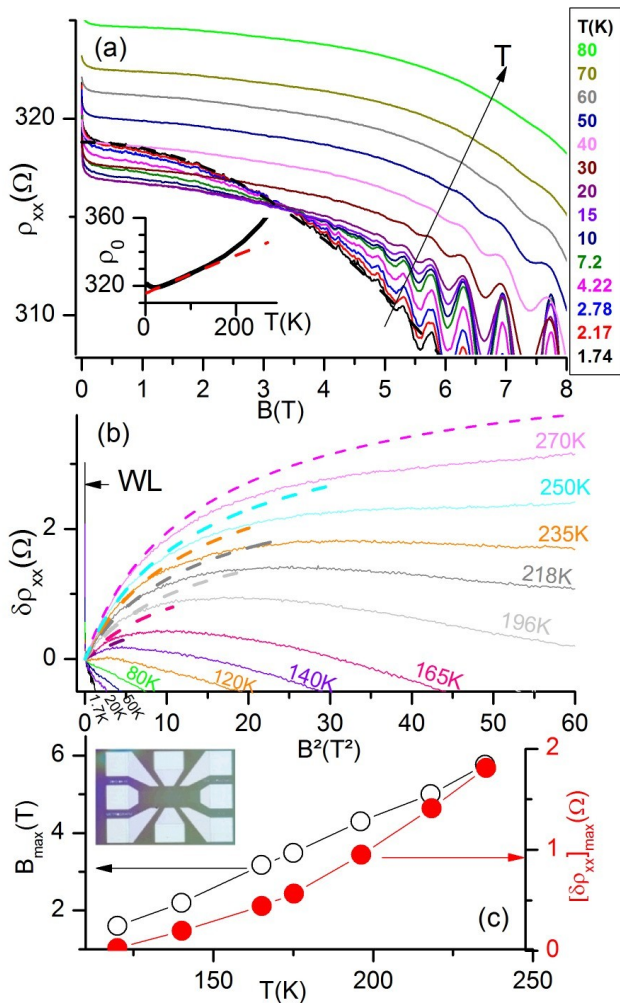 (a)
T
T(K)
80
70
60
50
40
30
20
15
10
7.2
4.22
2.78
2.17
1.74
ρxx(Ω)
320
310
360
320
ρ0
0
200
T(K)
0 1 2 3 4 5 6 7 8
B(T)
(b)
WL
δρxx(Ω)
2
0
270K
250K
235K
218K
196K
165K
140K
120K
80K
60K
20K
1.7K
0 10 20 30 40 50 60
B²(T²)
Bmax(T)
6
4
2
2
1
0
[δρxx]max(Ω)
(c)
150 200 250
T(K)